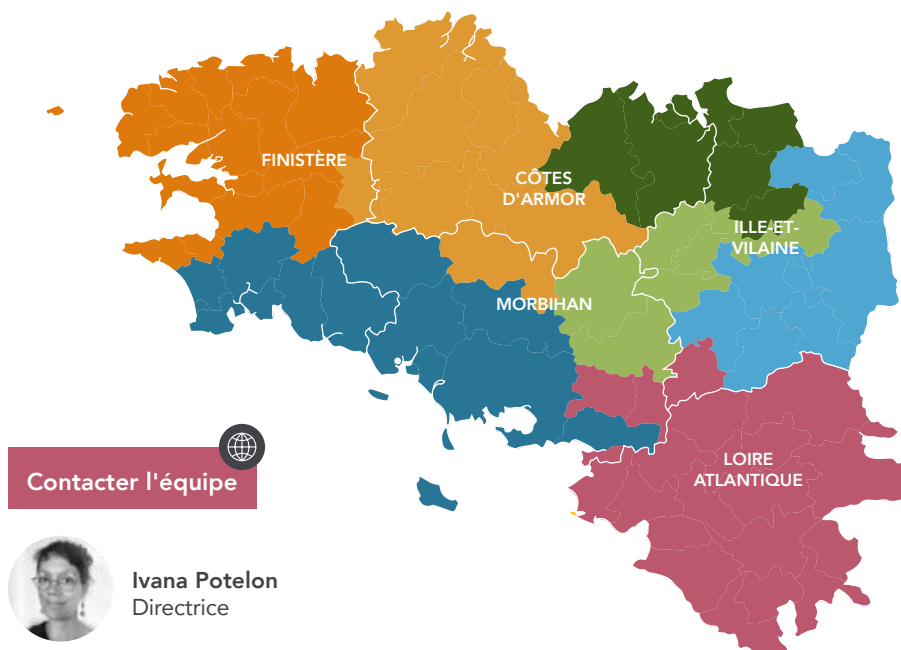 FINISTÈRE
CÔTES
D'ARMOR
ILLE-ET-
VILAINE
MORBIHAN
LOIRE
ATLANTIQUE
Contacter l'équipe
Ivana Potelon
Directrice